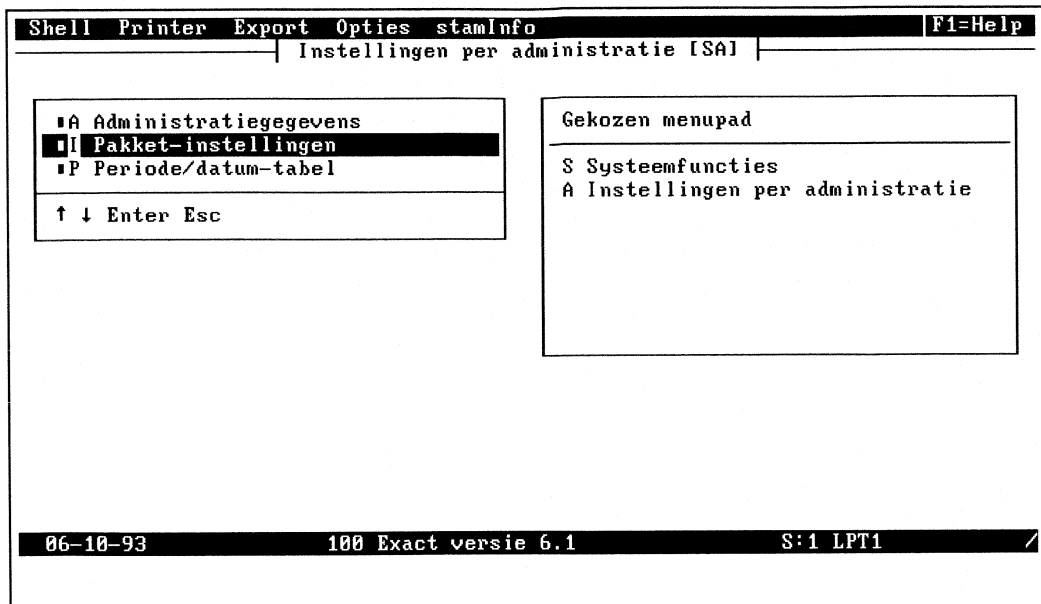 Shell Printer Export Opties stamInfo F1=Help
Instellingen per administratie [SA]
A Administratiegegevens
I Pakket-instellingen
P Periode/datum-tabel
↑ ↓ Enter Esc
Gekozen menupad
S Systeemfuncties
A Instellingen per administratie
06-10-93 100 Exact versie 6.1 S:1 LPT1 /